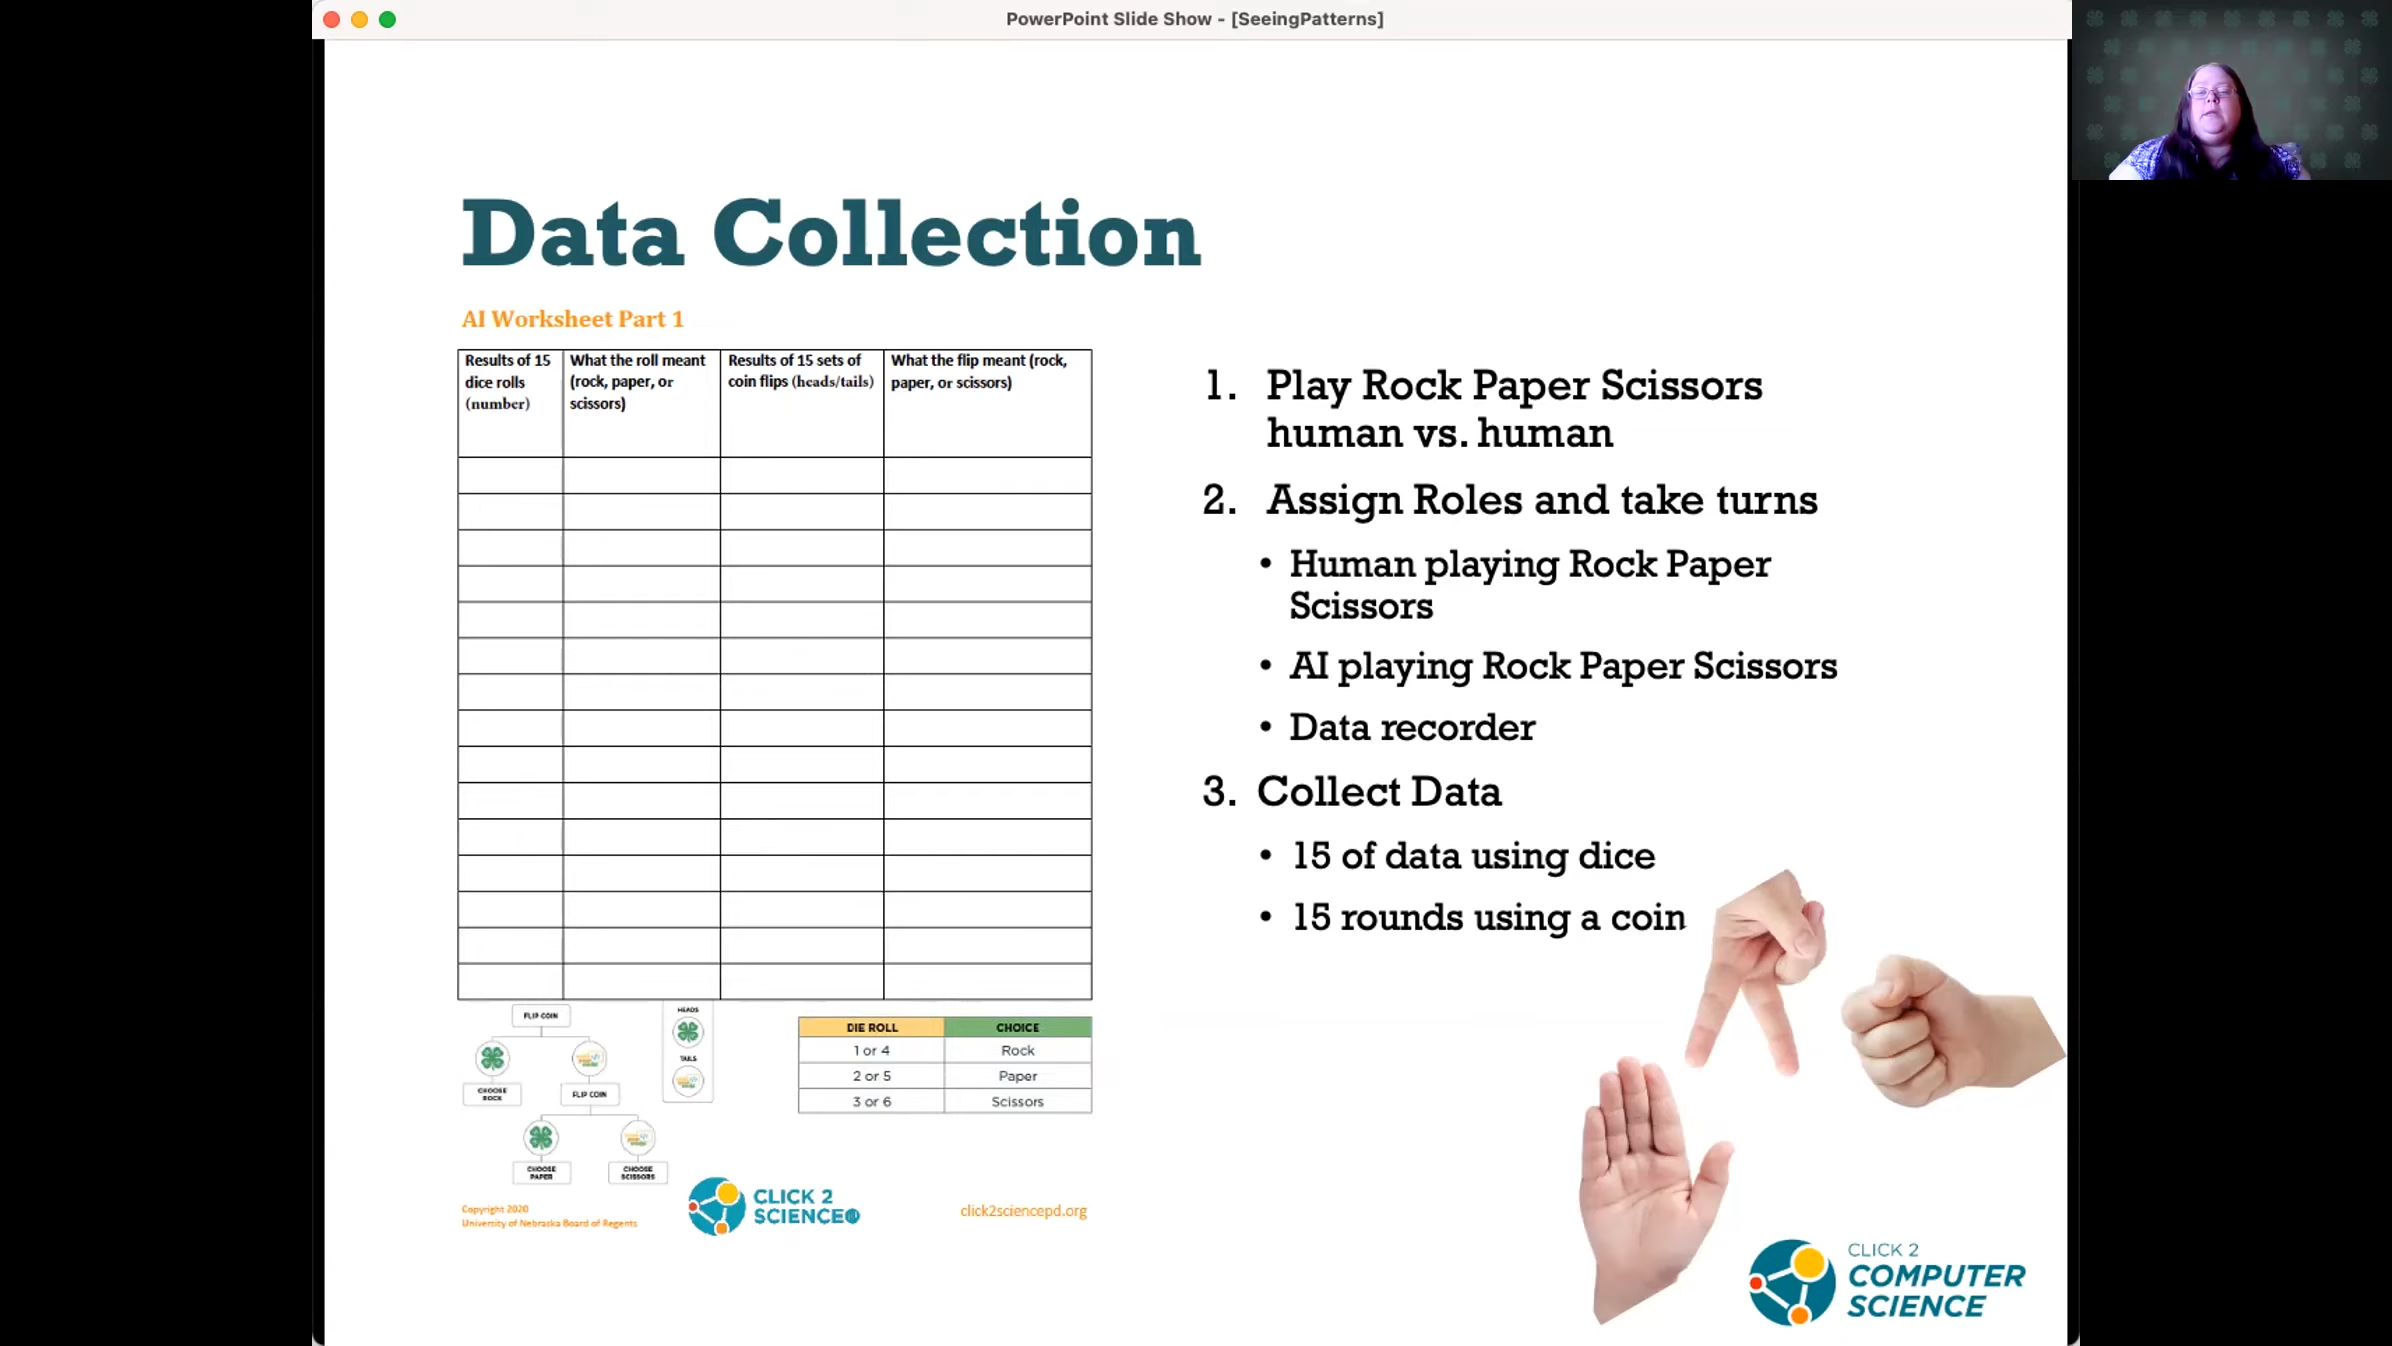 PowerPoint Slide Show - [SeeingPatterns]
Data Collection
AI Worksheet Part 1
Results of 15 dice rolls (number)
What the roll meant (rock, paper, or scissors)
Results of 15 sets of coin flips (heads/tails)
What the flip meant (rock, paper, or scissors)
FLIP COIN
CHOOSE ROCK
FLIP COIN
CHOOSE PAPER
CHOOSE SCISSORS
HEADS
TAILS
DIE ROLL CHOICE
1 or 4 Rock
2 or 5 Paper
3 or 6 Scissors
Copyright 2020
University of Nebraska Board of Regents
CLICK 2
SCIENCE
click2sciencepd.org
1. Play Rock Paper Scissors
human vs. human
2. Assign Roles and take turns
• Human playing Rock Paper
Scissors
• AI playing Rock Paper Scissors
• Data recorder
3. Collect Data
• 15 of data using dice
• 15 rounds using a coin
CLICK 2
COMPUTER
SCIENCE